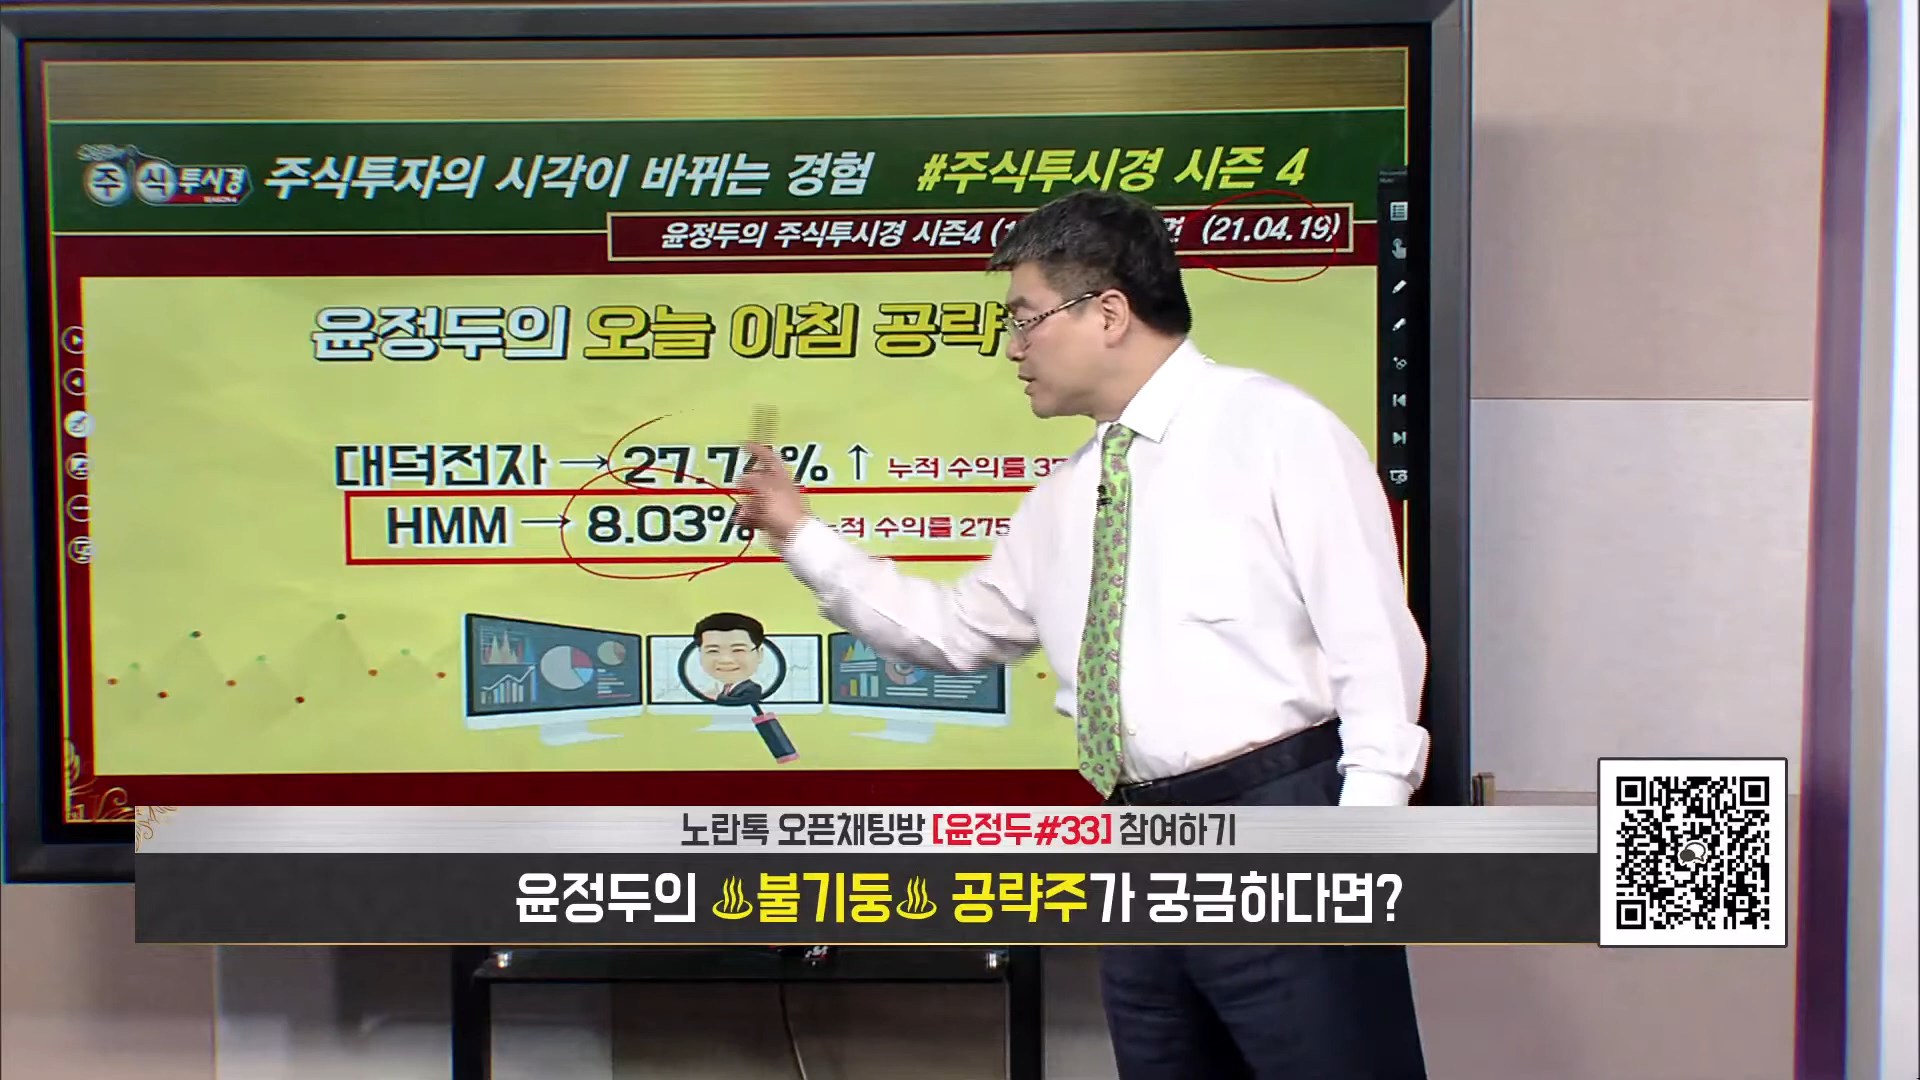 주식투시경 주식투자의 시각이 바뀌는 경험 #주식투시경 시즌 4
윤정두의 주식투시경 시즌4 (21.04.19)
윤정두의 오늘 아침 공략
대덕전자 → 27.74% ↑ 누적 수익률
HMM → 8.03% 수익률 275
노란톡 오픈채팅방 [윤정두#33] 참여하기
윤정두의 ♨불기둥♨ 공략주가 궁금하다면?